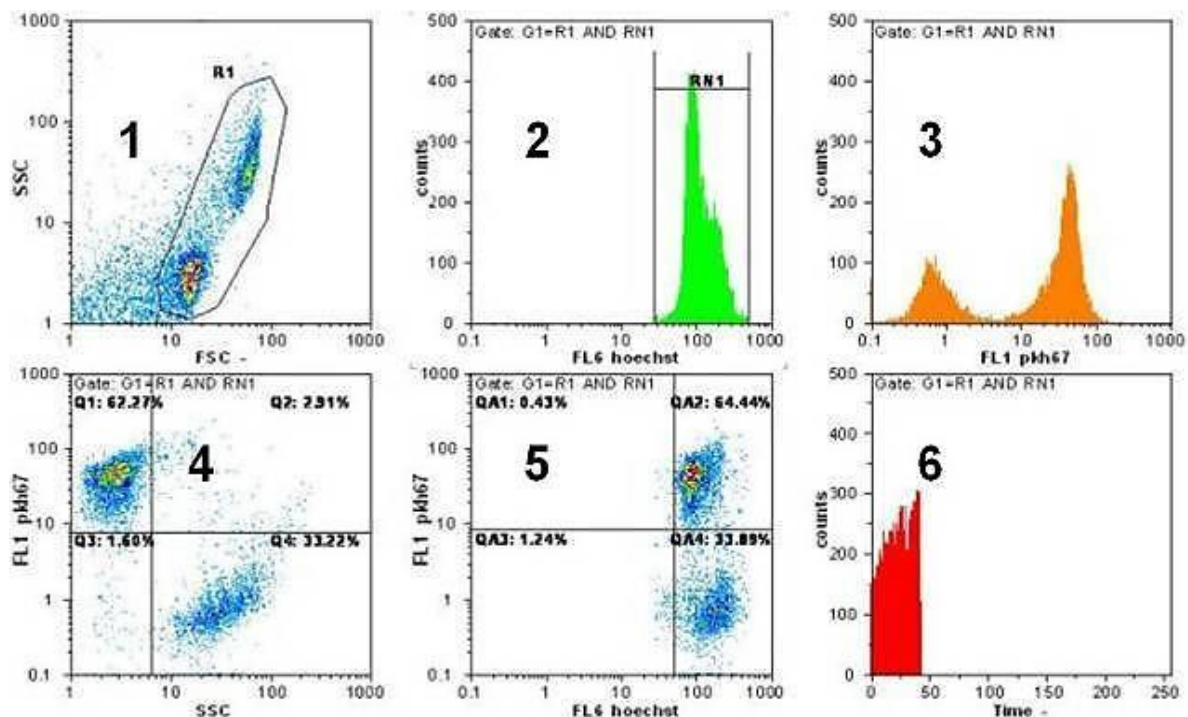 1000
100
10
1
SSC
R1
1
1
10
100
1000
FSC -
500
400
300
200
100
0
counts
Gate: G1=R1 AND RN1
RN1
2
0.1
1
10
100
1000
FL6 hoechst
500
400
300
200
100
0
counts
Gate: G1=R1 AND RN1
3
0.1
1
10
100
1000
FL1 pkh67
1000
100
10
1
0.1
FL1 pkh67
Gate: G1=R1 AND RN1
Q1: 62.27%
Q2: 2.91%
4
Q3: 1.60%
Q4: 33.22%
1
10
100
1000
SSC
1000
100
10
1
0.1
FL1 pkh67
Gate: G1=R1 AND RN1
QA1: 0.43%
QA2: 64.44%
5
QA3: 1.24%
QA4: 33.89%
0.1
1
10
100
1000
FL6 hoechst
500
400
300
200
100
0
counts
Gate: G1=R1 AND RN1
6
0
50
100
150
200
250
Time -